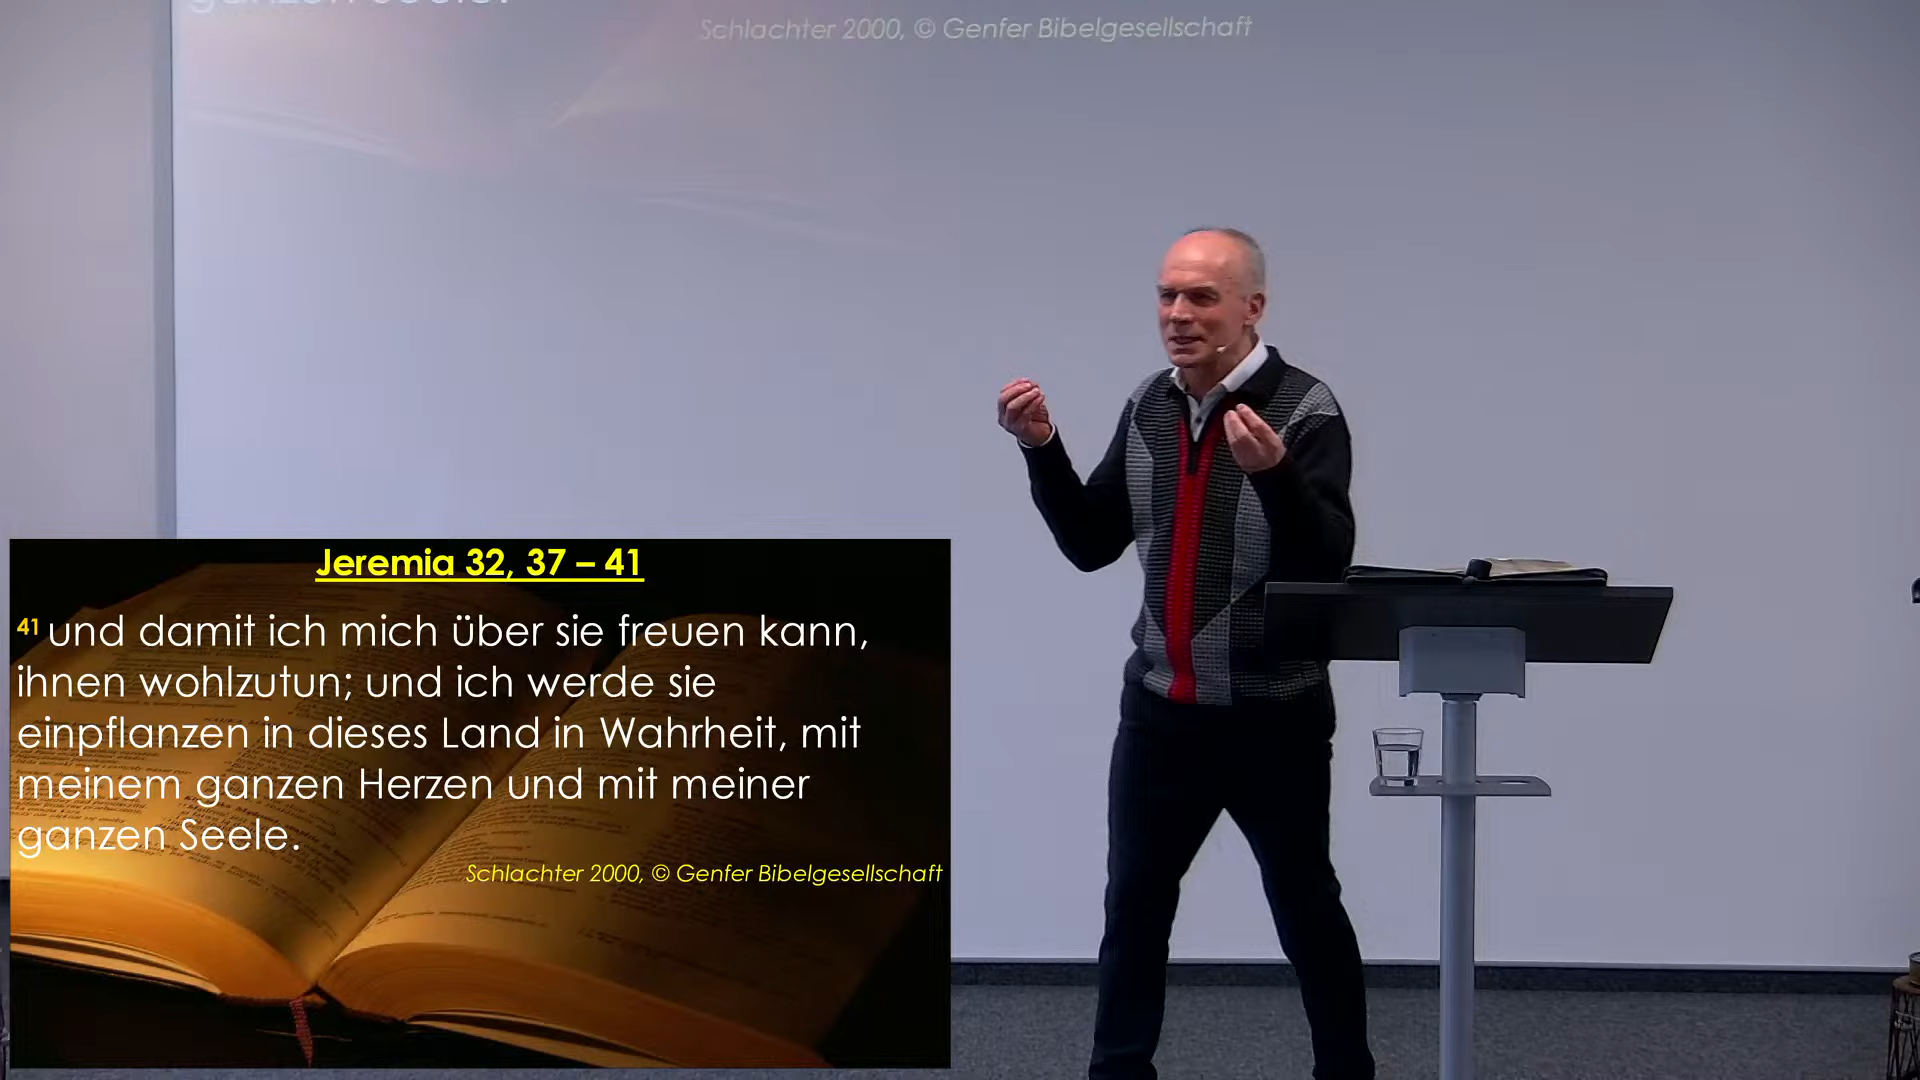 ganzen Seele.
Schlachter 2000, © Genfer Bibelgesellschaft
Jeremia 32, 37 – 41
41 und damit ich mich über sie freuen kann,
ihnen wohlzutun; und ich werde sie
einpflanzen in dieses Land in Wahrheit, mit
meinem ganzen Herzen und mit meiner
ganzen Seele.
Schlachter 2000, © Genfer Bibelgesellschaft